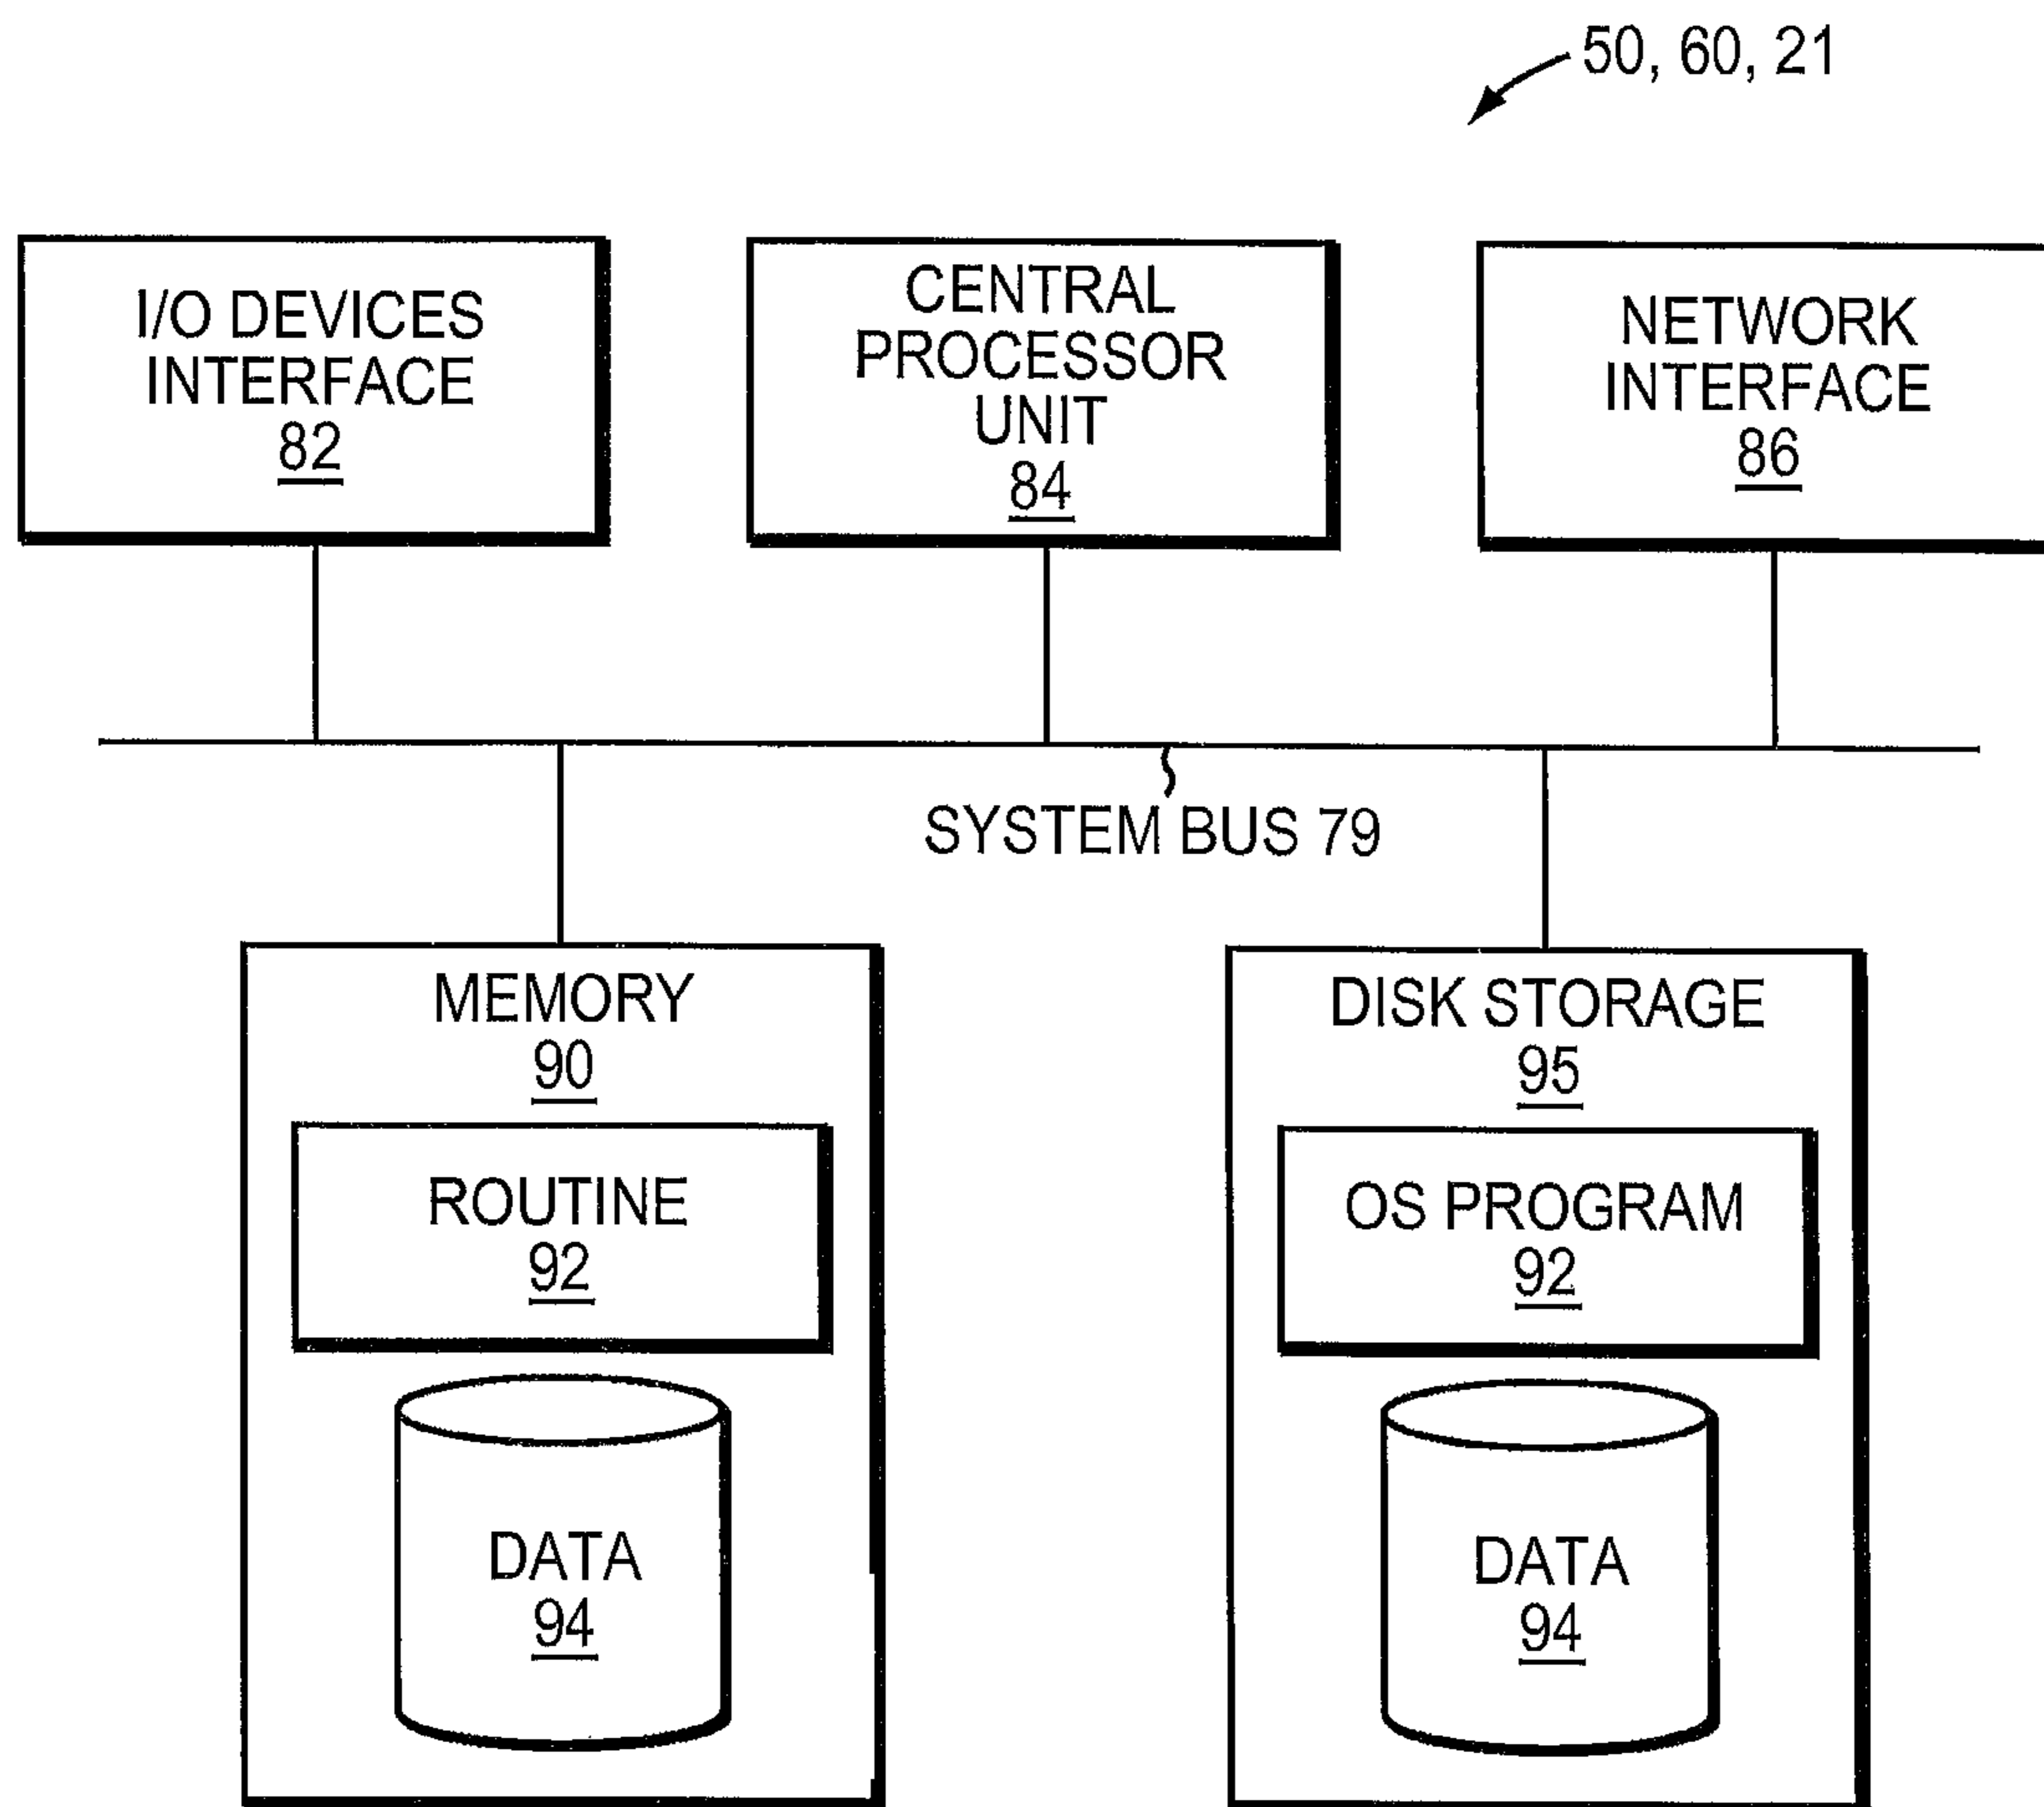 50, 60, 21
I/O DEVICES
INTERFACE
82
CENTRAL
PROCESSOR
UNIT
84
NETWORK
INTERFACE
86
SYSTEM BUS 79
MEMORY
90
ROUTINE
92
DATA
94
DISK STORAGE
95
OS PROGRAM
92
DATA
94